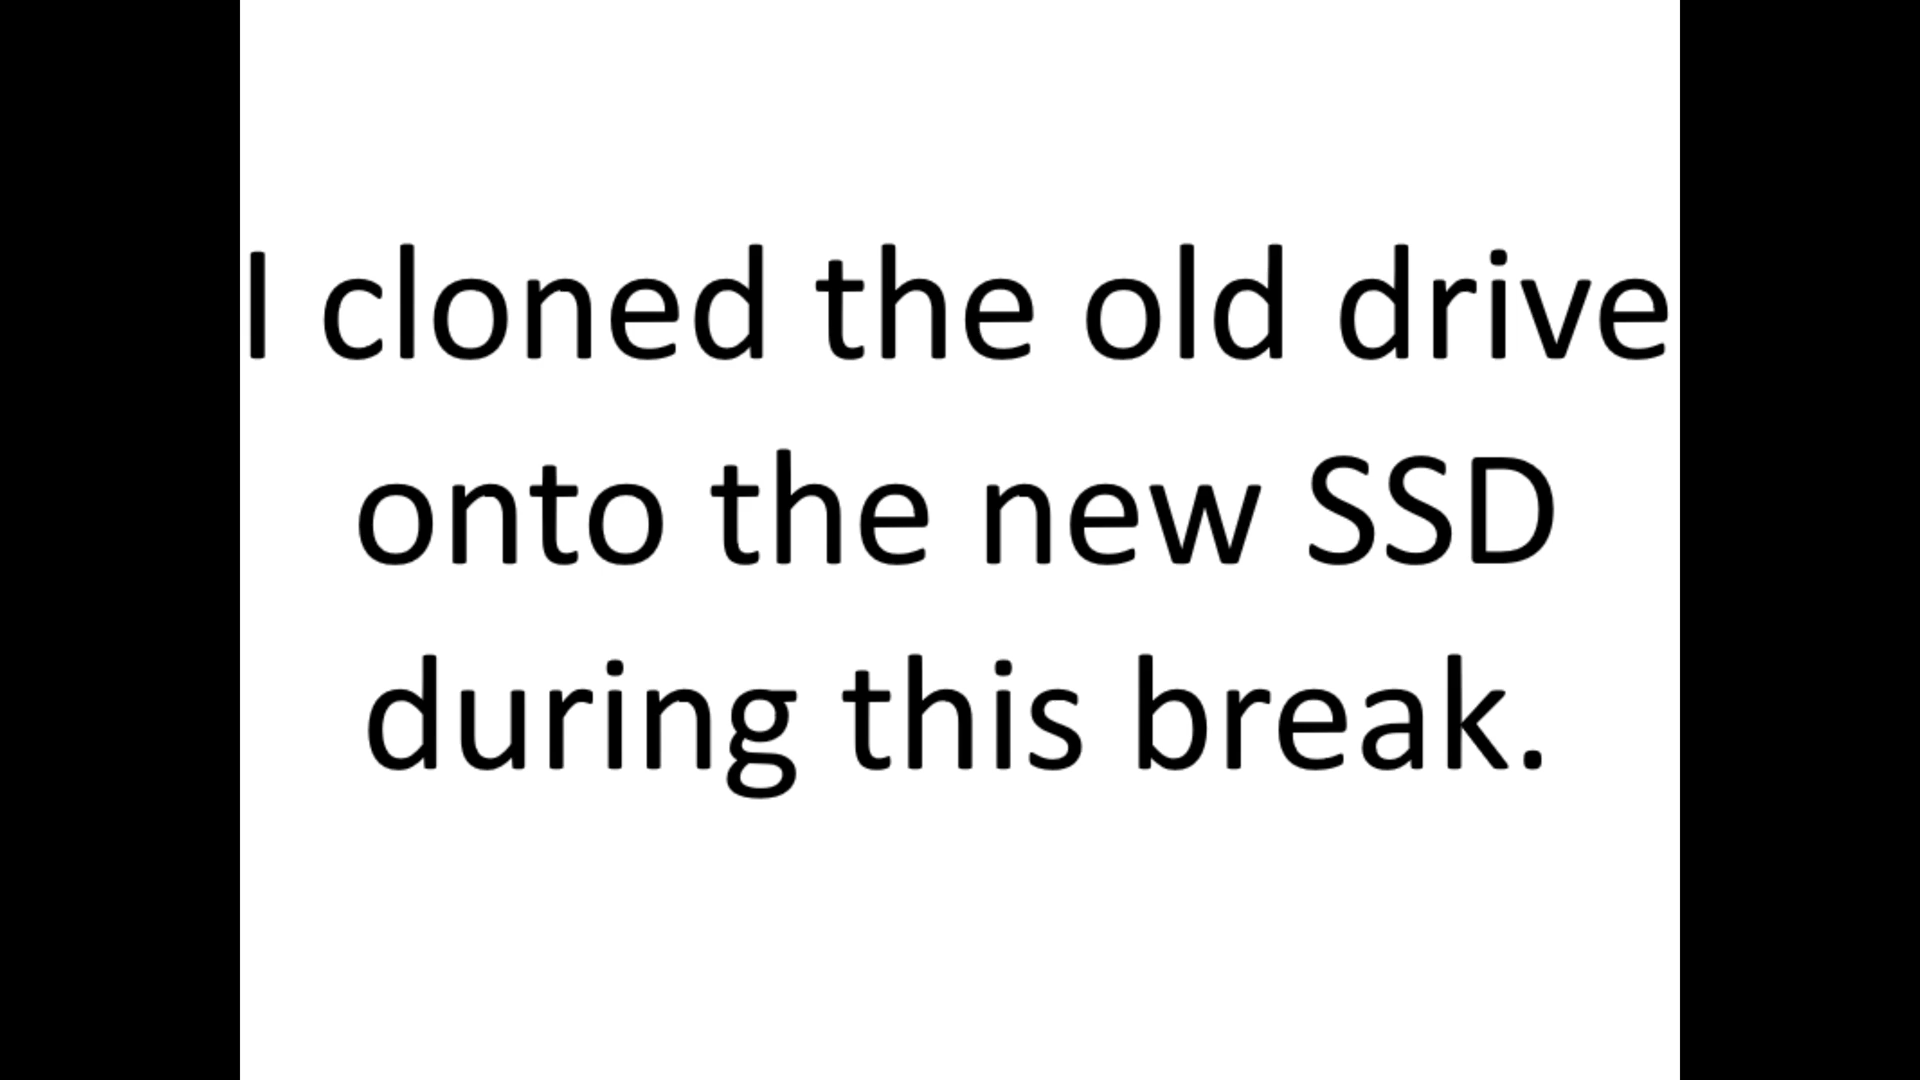 I cloned the old drive
onto the new SSD
during this break.